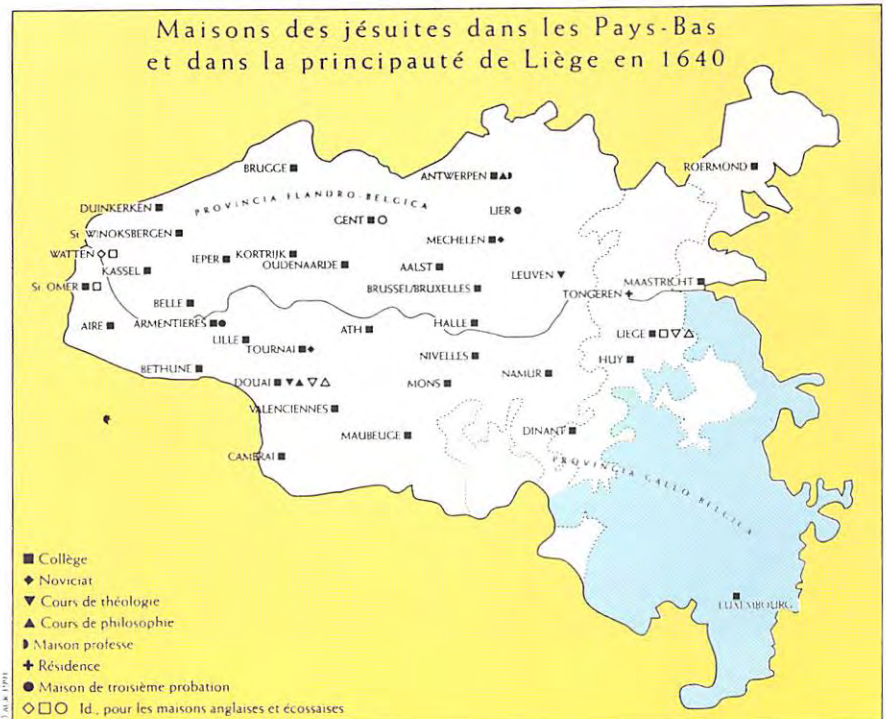 Maisons des jésuites dans les Pays-Bas
et dans la principauté de Liège en 1640
ROERMOND
BRUGGE
ANTWERPEN
PROVINCIA FLANDRO-BELGICA
DUINKERKEN
LIER
GENT
St WINOKSBERGEN
MECHELEN
WATTEN
IEPER
KORTRIJK
OUDENAARDE
AALST
KASSEL
LEUVEN
MAASTRICHT
St OMER
BRUSSEL/BRUXELLES
TONGEREN
BELLE
AIRE
ARMENTIERES
ATH
HALLE
LIEGE
LILLE
TOURNAI
NIVELLES
HUY
BETHUNE
DOUAI
MONS
NAMUR
VALENCIENNES
MAUBEUGE
DINANT
CAMBRAI
PROVINCIA GALLO-BELGICA
LUXEMBOURG
Collège
Noviciat
Cours de théologie
Cours de philosophie
Maison professe
Résidence
Maison de troisième probation
Id., pour les maisons anglaises et écossaises